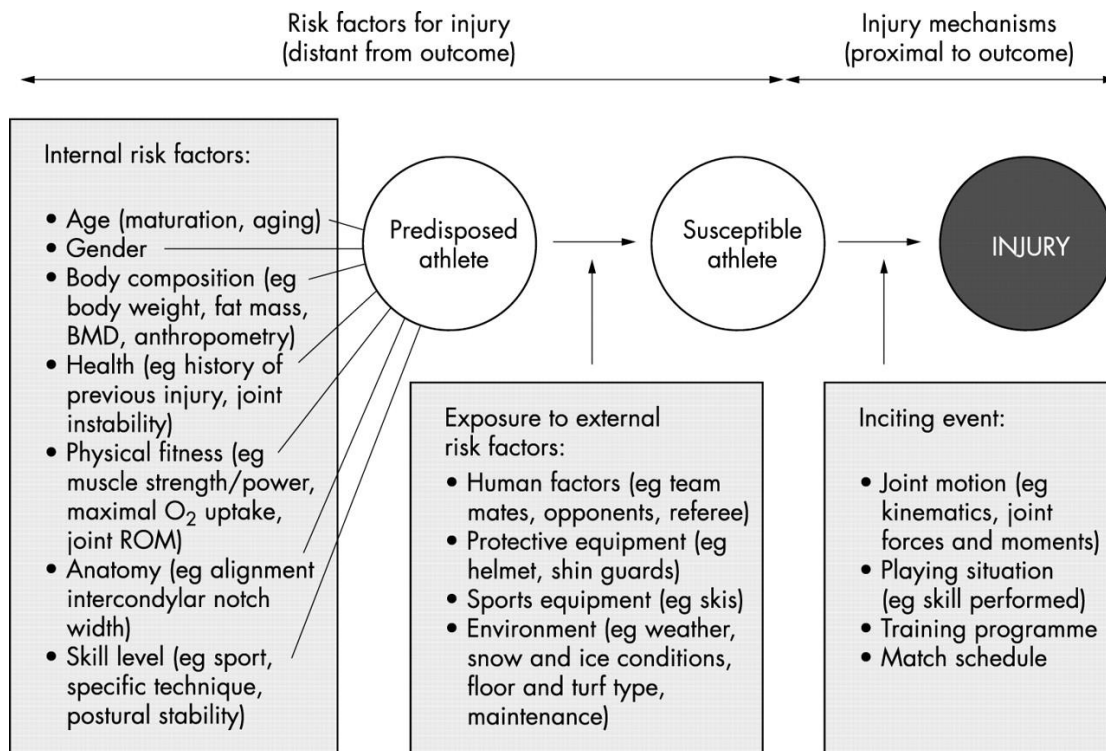 Risk factors for injury
(distant from outcome)
Injury mechanisms
(proximal to outcome)
Internal risk factors:
• Age (maturation, aging)
• Gender
• Body composition (eg
body weight, fat mass,
BMD, anthropometry)
• Health (eg history of
previous injury, joint
instability)
• Physical fitness (eg
muscle strength/power,
maximal O2 uptake,
joint ROM)
• Anatomy (eg alignment
intercondylar notch
width)
• Skill level (eg sport,
specific technique,
postural stability)
Predisposed
athlete
Susceptible
athlete
INJURY
Exposure to external
risk factors:
• Human factors (eg team
mates, opponents, referee)
• Protective equipment (eg
helmet, shin guards)
• Sports equipment (eg skis)
• Environment (eg weather,
snow and ice conditions,
floor and turf type,
maintenance)
Inciting event:
• Joint motion (eg
kinematics, joint
forces and moments)
• Playing situation
(eg skill performed)
• Training programme
• Match schedule